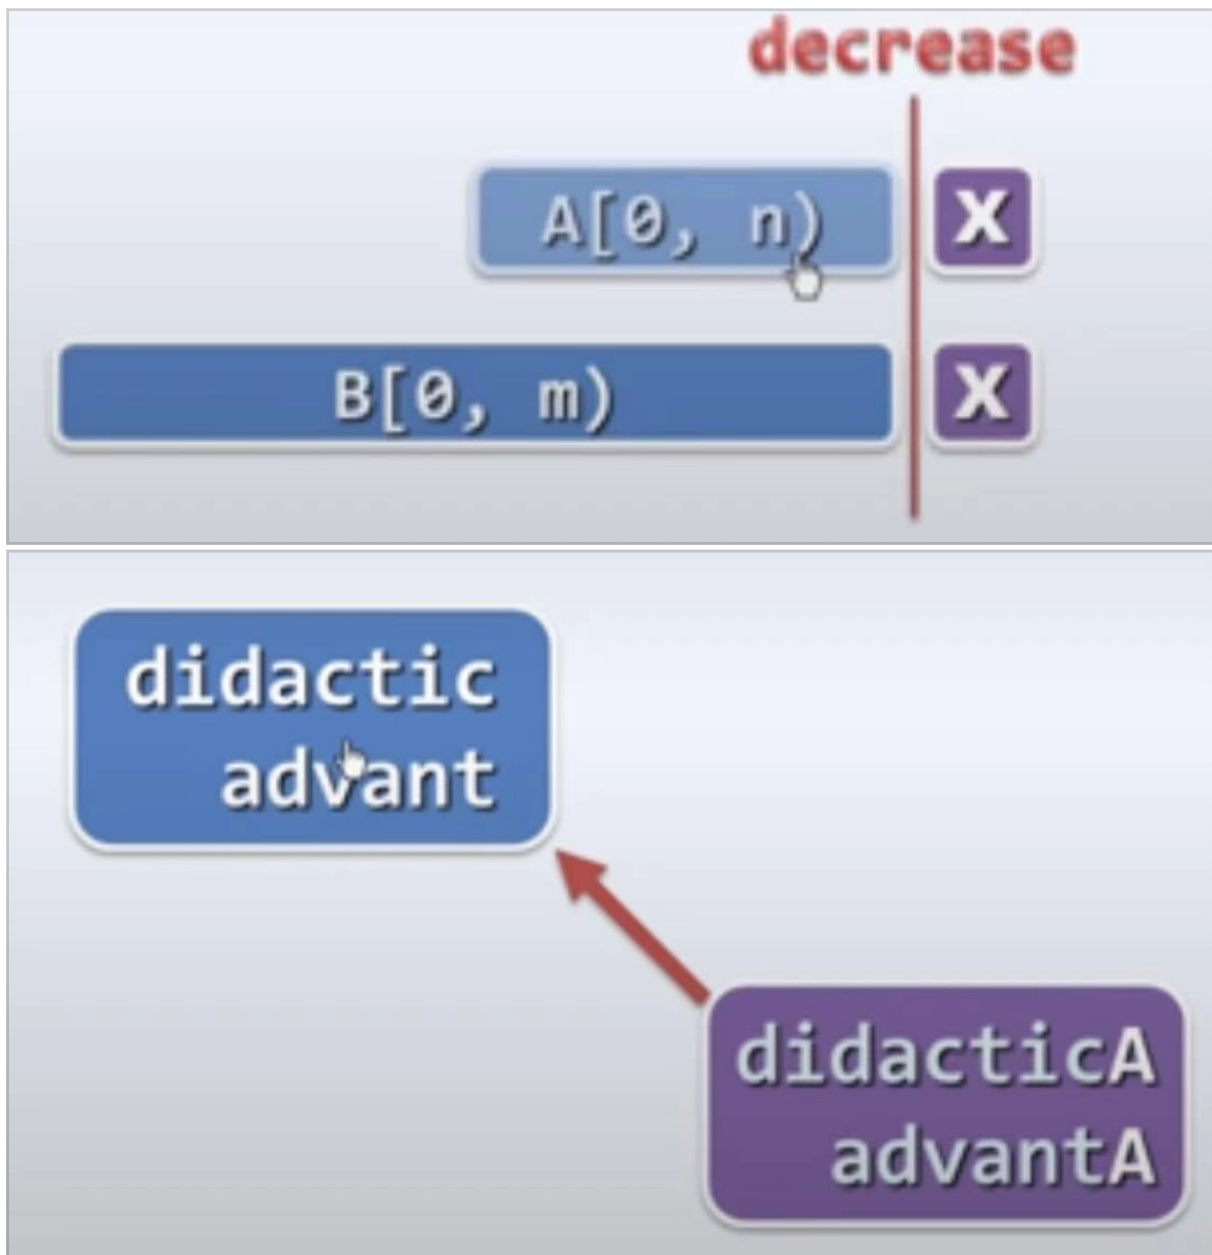 decrease
A[0, n) X
B[0, m) X
didactic
advant
didacticA
advantA